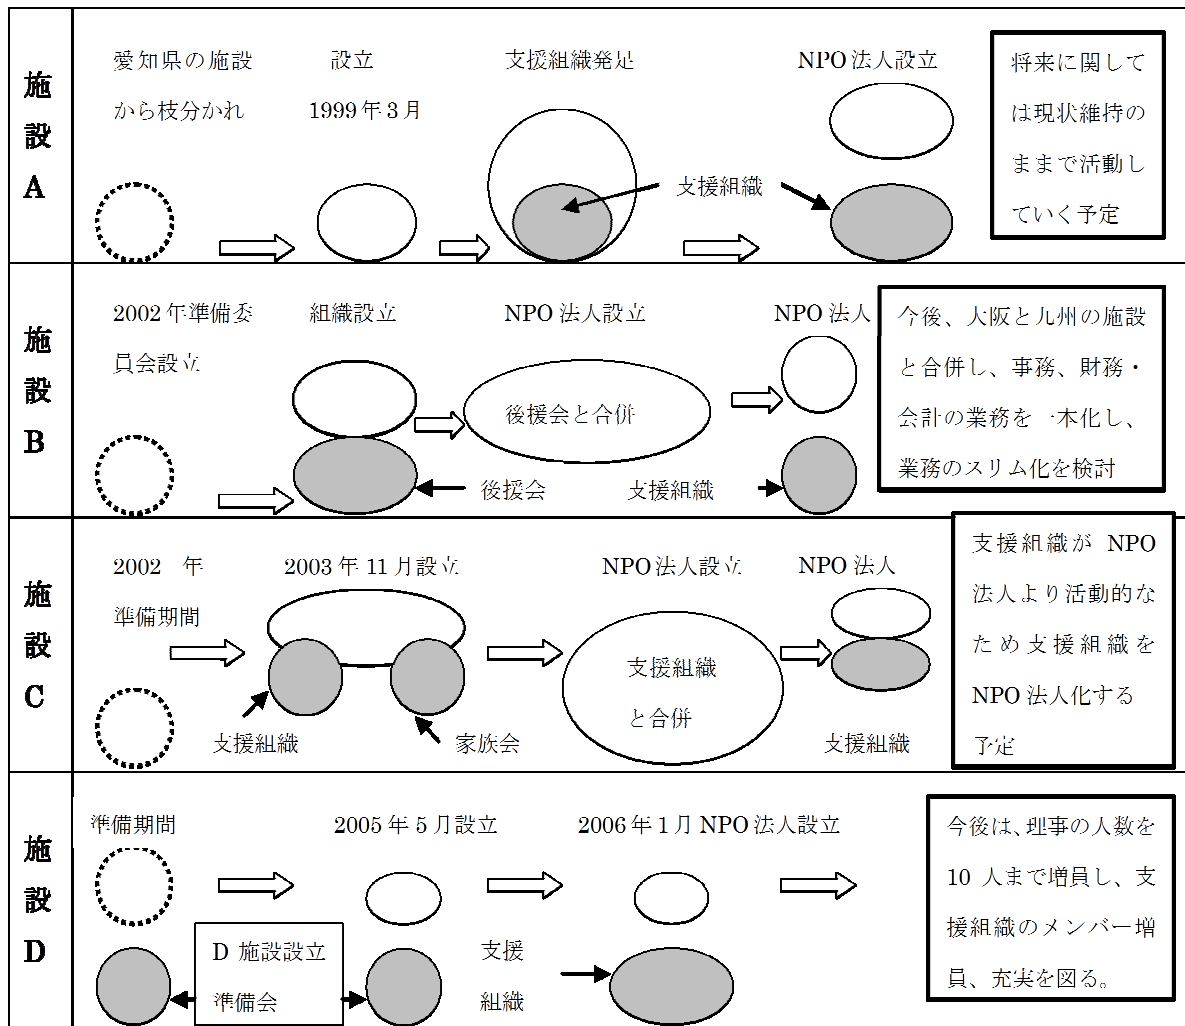 施設A
愛知県の施設
から枝分かれ
設立
1999年3月
支援組織発足
NPO法人設立
支援組織
将来に関して
は現状維持の
ままで活動し
ていく予定
施設B
2002年準備委
員会設立
組織設立
NPO法人設立
NPO法人
後援会と合併
後援会
支援組織
今後、大阪と九州の施設
と合併し、事務、財務・
会計の業務を一本化し、
業務のスリム化を検討
施設C
2002 年
準備期間
2003年11月設立
NPO法人設立
NPO法人
支援組織
と合併
支援組織
家族会
支援組織
支援組織が NPO
法人より活動的な
ため支援組織を
NPO法人化する
予定
施設D
準備期間
2005年5月設立
2006年1月NPO法人設立
D 施設設立
準備会
支援
組織
今後は、理事の人数を
10 人まで増員し、支
援組織のメンバー増
員、充実を図る。